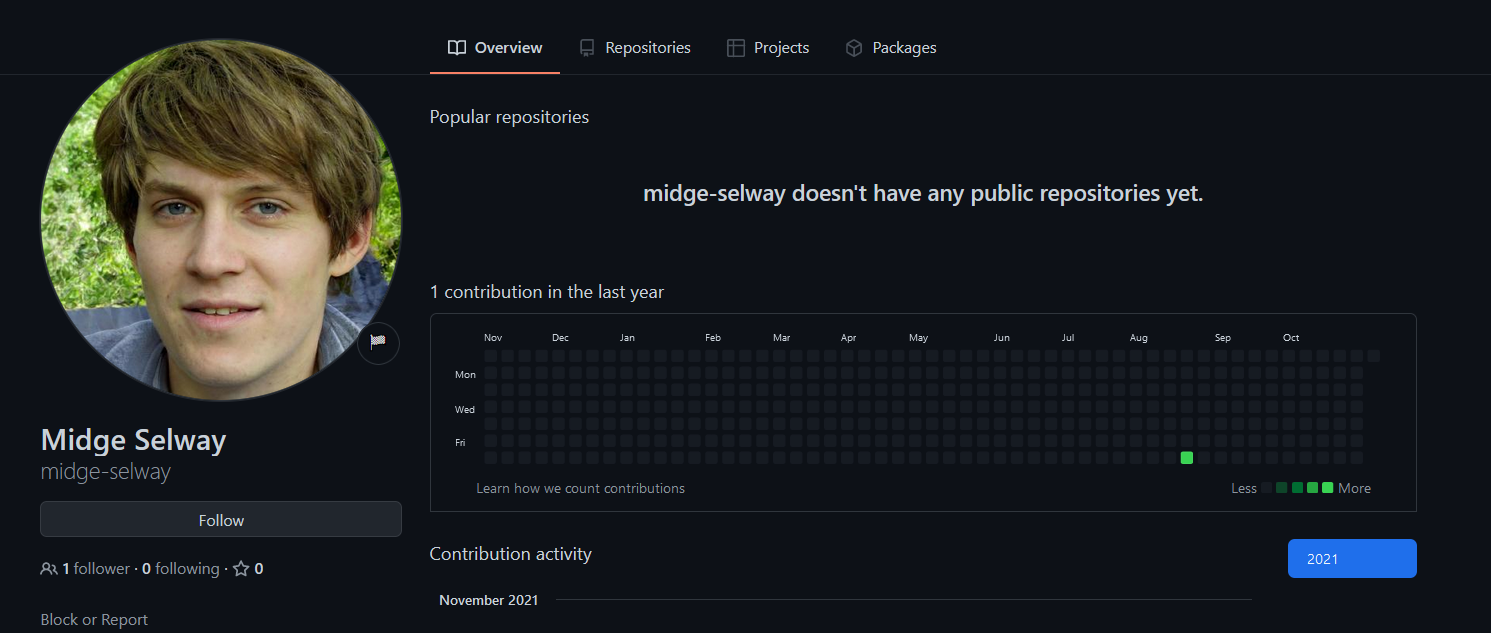 Overview Repositories Projects Packages
Popular repositories
midge-selway doesn't have any public repositories yet.
1 contribution in the last year
Nov Dec Jan Feb Mar Apr May Jun Jul Aug Sep Oct
Mon
Wed
Fri
Learn how we count contributions
Less More
Midge Selway
midge-selway
Follow
1 follower · 0 following · 0
Block or Report
Contribution activity
2021
November 2021